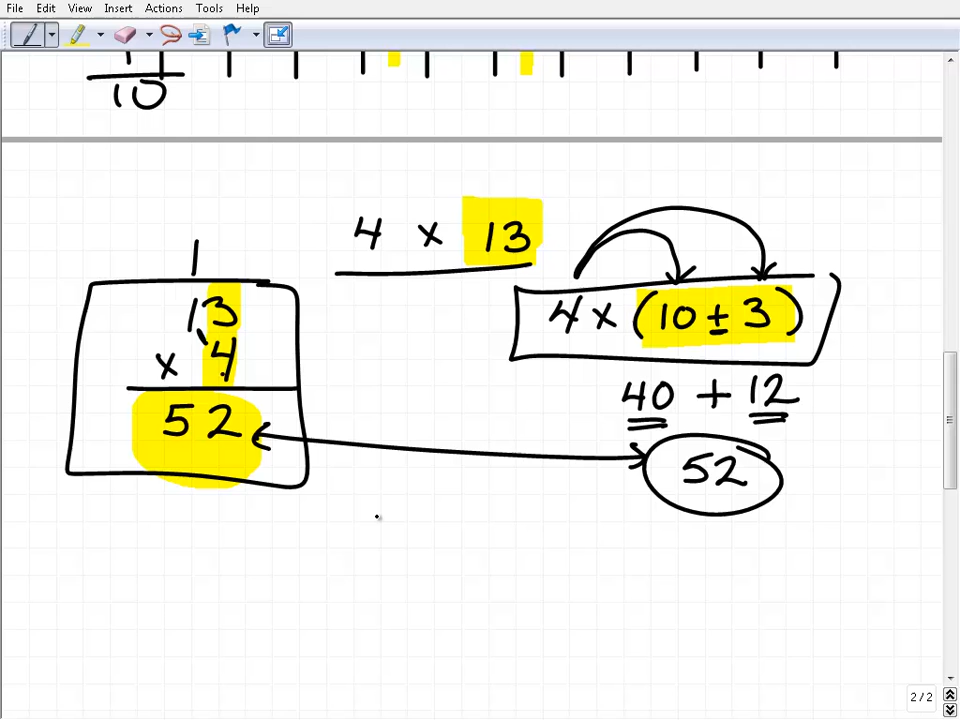 File Edit View Insert Actions Tools Help
1
10
4 x 13
1
13
x 4
52
4 x (10 ± 3)
40 + 12
52
2 / 2